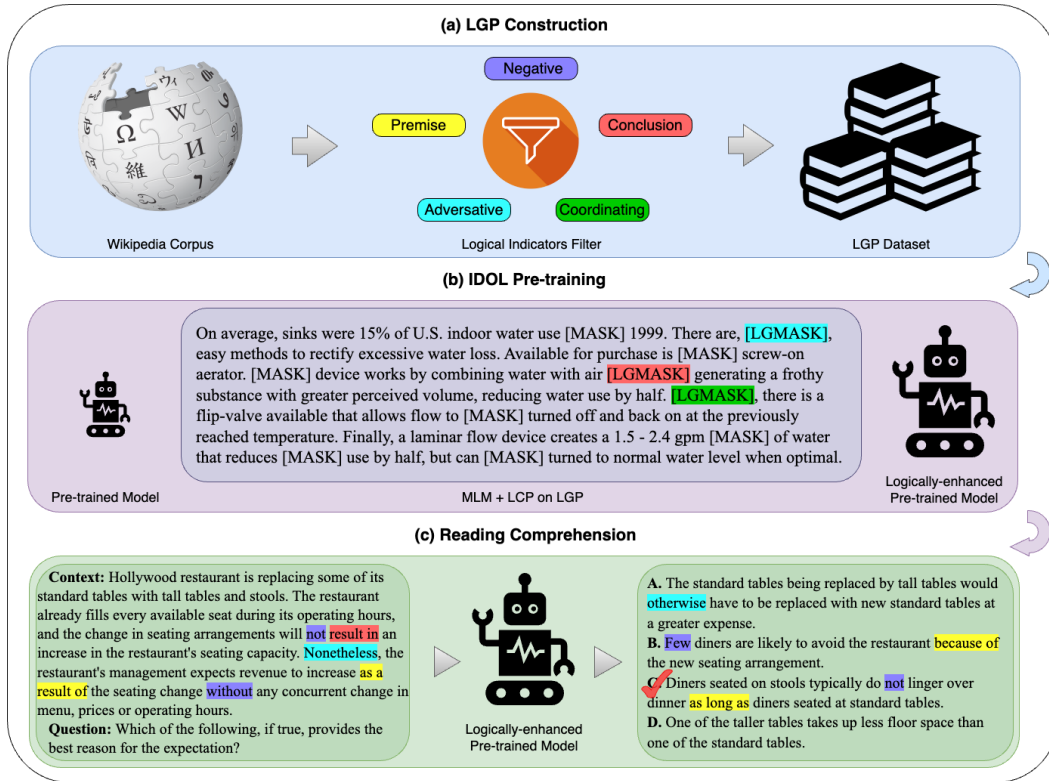 (a) LGP Construction
Negative
Premise
Conclusion
Adversative
Coordinating
Ω
W
И
維
Wikipedia Corpus
Logical Indicators Filter
LGP Dataset
(b) IDOL Pre-training
On average, sinks were 15% of U.S. indoor water use [MASK] 1999. There are, [LGMASK],
easy methods to rectify excessive water loss. Available for purchase is [MASK] screw-on
aerator. [MASK] device works by combining water with air [LGMASK] generating a frothy
substance with greater perceived volume, reducing water use by half. [LGMASK], there is a
flip-valve available that allows flow to [MASK] turned off and back on at the previously
reached temperature. Finally, a laminar flow device creates a 1.5 - 2.4 gpm [MASK] of water
that reduces [MASK] use by half, but can [MASK] turned to normal water level when optimal.
Pre-trained Model
MLM + LCP on LGP
Logically-enhanced
Pre-trained Model
(c) Reading Comprehension
Context: Hollywood restaurant is replacing some of its
standard tables with tall tables and stools. The restaurant
already fills every available seat during its operating hours,
and the change in seating arrangements will not result in an
increase in the restaurant's seating capacity. Nonetheless, the
restaurant's management expects revenue to increase as a
result of the seating change without any concurrent change in
menu, prices or operating hours.
Question: Which of the following, if true, provides the
best reason for the expectation?
Logically-enhanced
Pre-trained Model
A. The standard tables being replaced by tall tables would
otherwise have to be replaced with new standard tables at
a greater expense.
B. Few diners are likely to avoid the restaurant because of
the new seating arrangement.
C. Diners seated on stools typically do not linger over
dinner as long as diners seated at standard tables.
D. One of the taller tables takes up less floor space than
one of the standard tables.